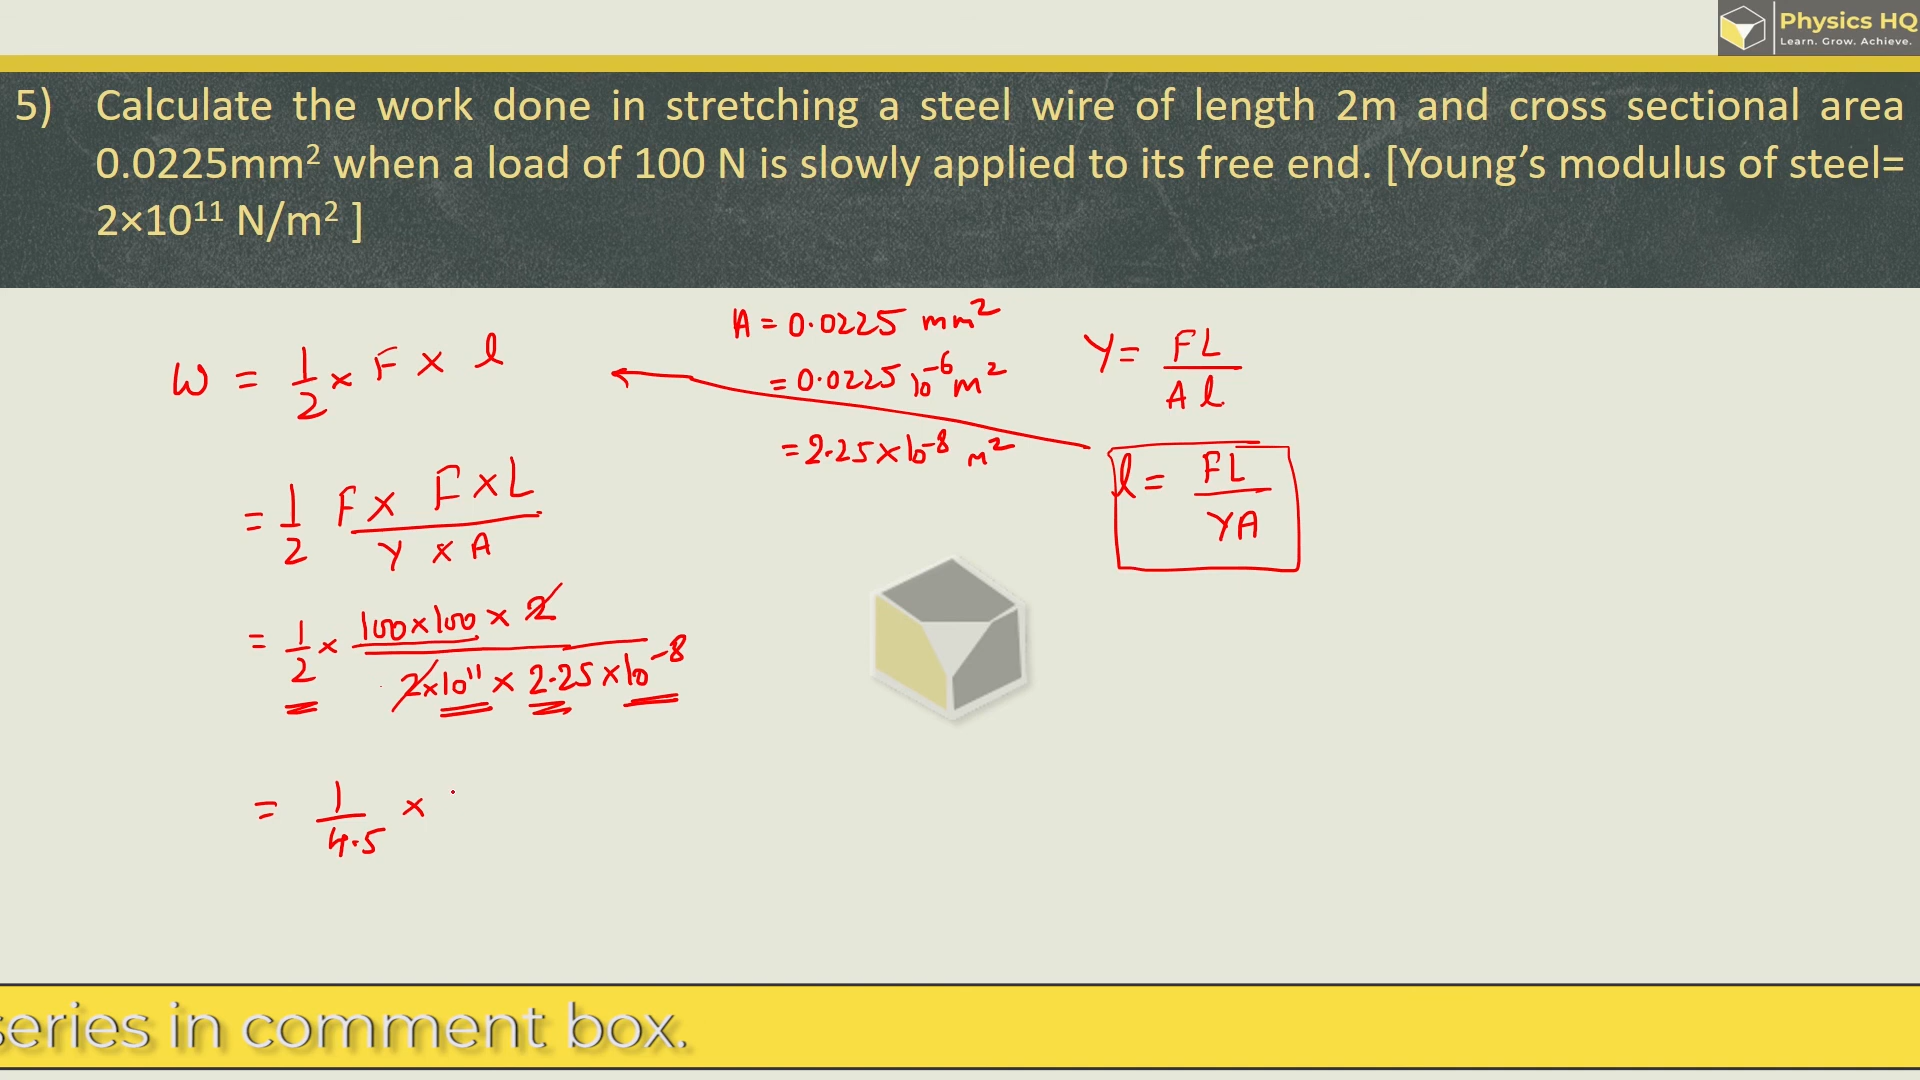 Physics HQ
Learn. Grow. Achieve.
5) Calculate the work done in stretching a steel wire of length 2m and cross sectional area
0.0225mm² when a load of 100 N is slowly applied to its free end. [Young’s modulus of steel=
2×10¹¹ N/m² ]
W = 1/2 × F × l
= 1/2 F × F × L / Y × A
= 1/2 × 100 × 100 × 2 / 2 × 10¹¹ × 2.25 × 10⁻⁸
= 1/4.5 ×
A = 0.0225 mm²
= 0.0225 10⁻⁶ m²
= 2.25 × 10⁻⁸ m²
Y = FL / A l
l = FL / YA
series in comment box.